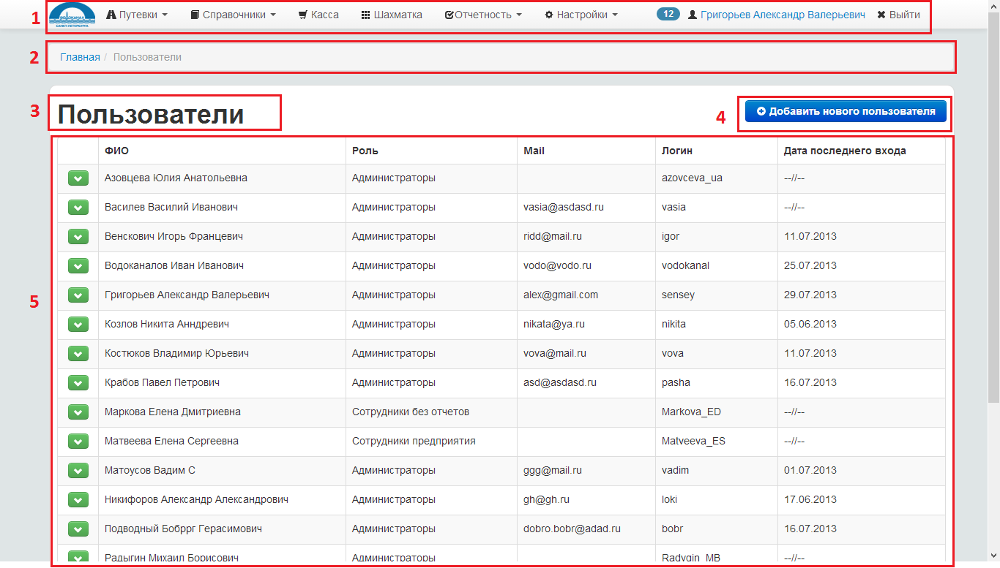 1 ВОДОКАНАЛ САНКТ-ПЕТЕРБУРГА Путевки Справочники Касса Шахматка Отчетность Настройки 12 Григорьев Александр Валерьевич Выйти
2 Главная / Пользователи
3 Пользователи 4 Добавить нового пользователя
ФИО Роль Mail Логин Дата последнего входа
Азовцева Юлия Анатольевна Администраторы azovceva_ua --//--
Василев Василий Иванович Администраторы vasia@asdasd.ru vasia --//--
Венскович Игорь Францевич Администраторы ridd@mail.ru igor 11.07.2013
Водоканалов Иван Иванович Администраторы vodo@vodo.ru vodokanal 25.07.2013
5 Григорьев Александр Валерьевич Администраторы alex@gmail.com sensey 29.07.2013
Козлов Никита Анндревич Администраторы nikata@ya.ru nikita 05.06.2013
Костюков Владимир Юрьевич Администраторы vova@mail.ru vova 11.07.2013
Крабов Павел Петрович Администраторы asd@asdasd.ru pasha 16.07.2013
Маркова Елена Дмитриевна Сотрудники без отчетов Markova_ED --//--
Матвеева Елена Сергеевна Сотрудники предприятия Matveeva_ES --//--
Матоусов Вадим С Администраторы ggg@mail.ru vadim 01.07.2013
Никифоров Александр Александрович Администраторы gh@gh.ru loki 17.06.2013
Подводный Бобррг Герасимович Администраторы dobro.bobr@adad.ru bobr 16.07.2013
Радыгин Михаил Борисович Администраторы Radygin_MB --//--